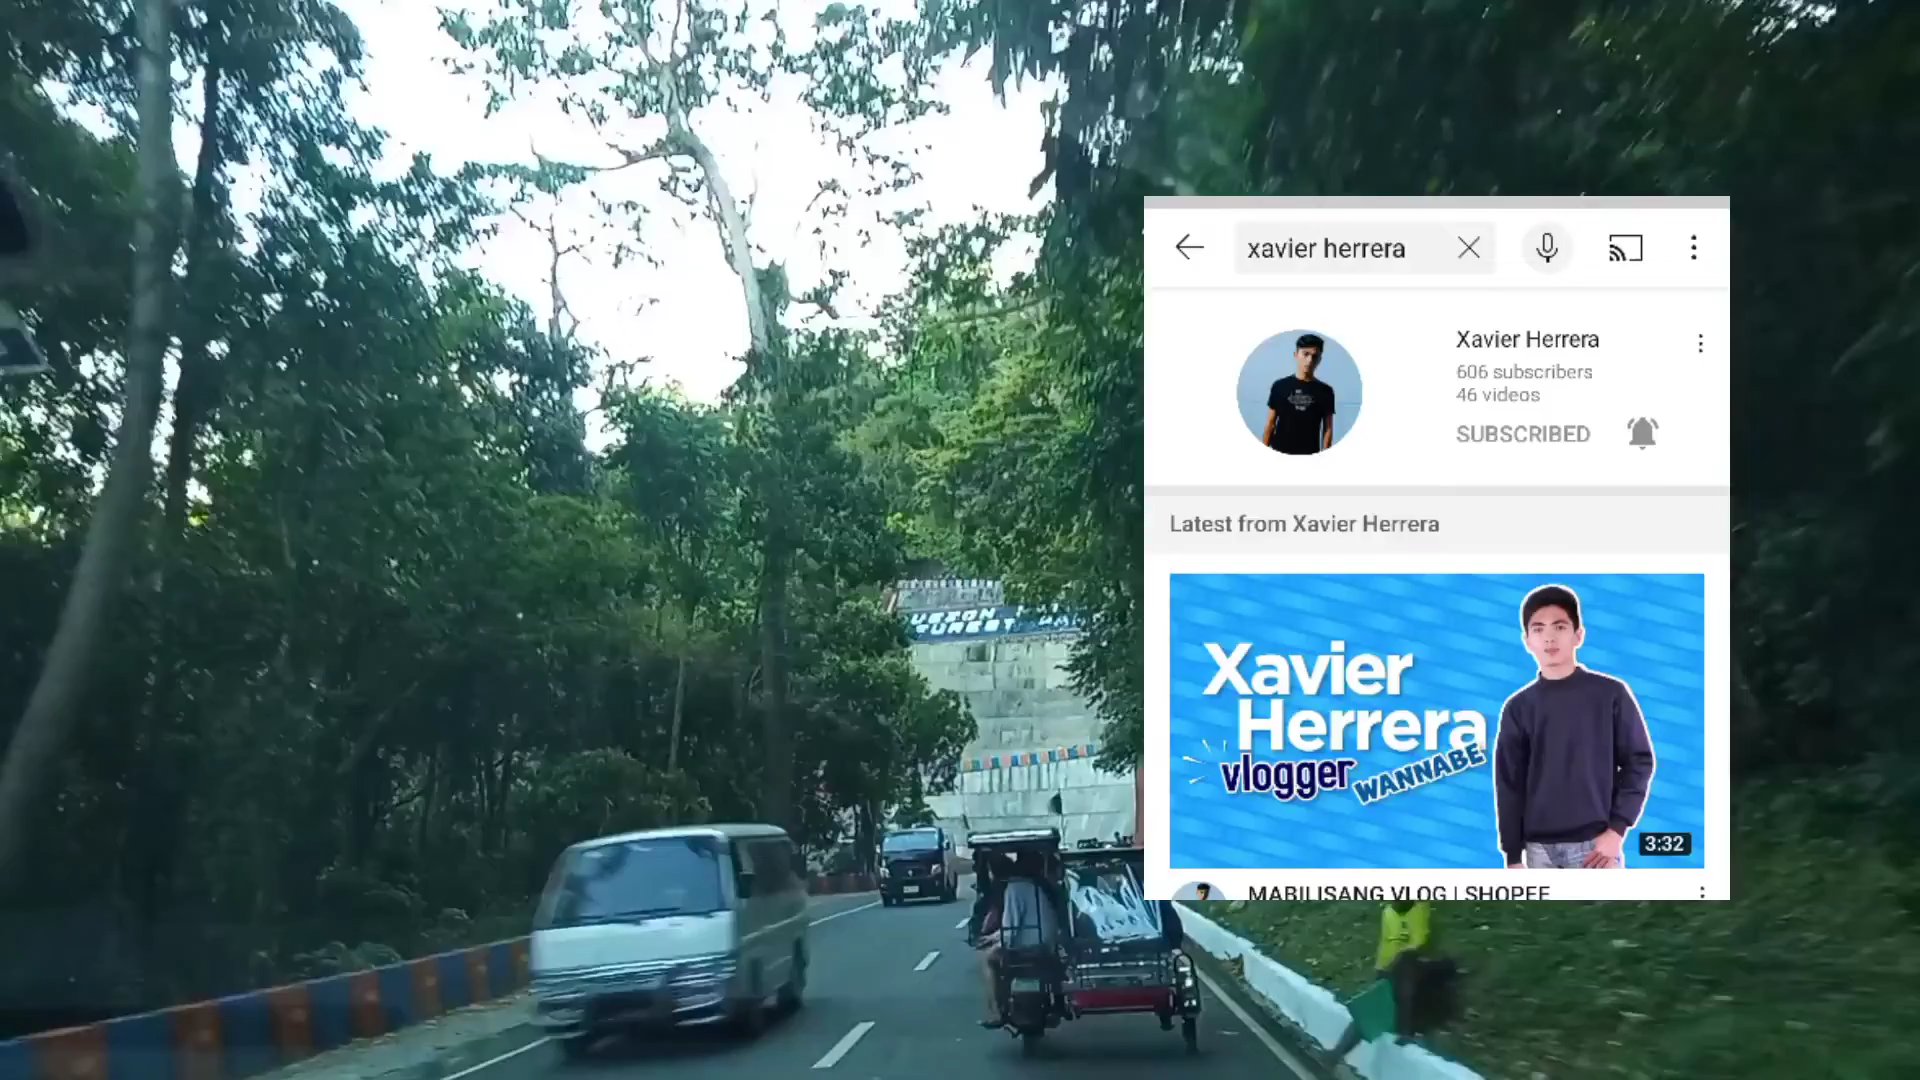 xavier herrera
Xavier Herrera
606 subscribers
46 videos
SUBSCRIBED
Latest from Xavier Herrera
Xavier
Herrera
vlogger WANNABE
3:32
MABILISANG VLOG | SHOPEE